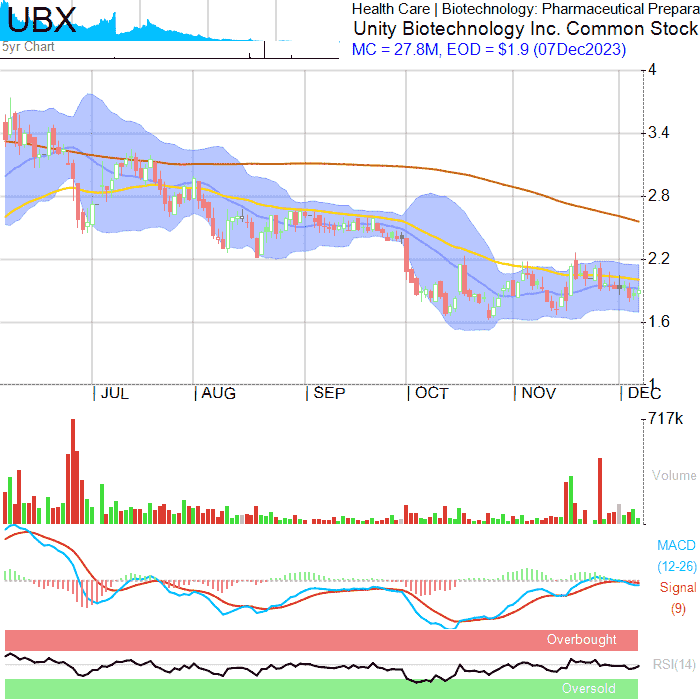 UBX
Health Care | Biotechnology: Pharmaceutical Prepara
Unity Biotechnology Inc. Common Stock
5yr Chart
MC = 27.8M, EOD = $1.9 (07Dec2023)
4
3.4
2.8
2.2
1.6
1
JUL
AUG
SEP
OCT
NOV
DEC
717k
Volume
MACD
(12-26)
Signal
(9)
Overbought
RSI(14)
Oversold